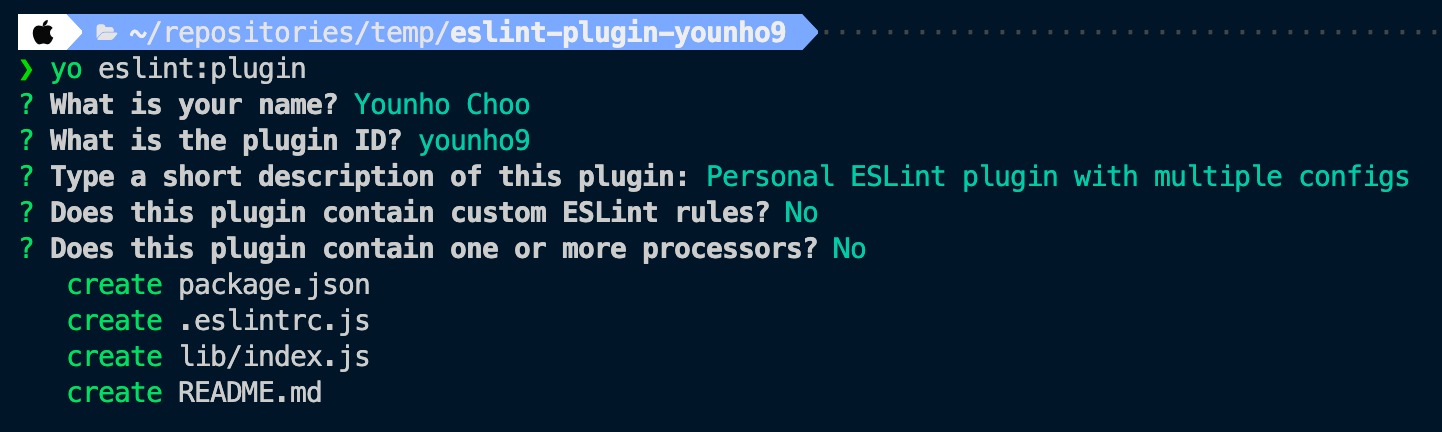 ~/repositories/temp/eslint-plugin-younho9
❯ yo eslint:plugin
? What is your name? Younho Choo
? What is the plugin ID? younho9
? Type a short description of this plugin: Personal ESLint plugin with multiple configs
? Does this plugin contain custom ESLint rules? No
? Does this plugin contain one or more processors? No
create package.json
create .eslintrc.js
create lib/index.js
create README.md